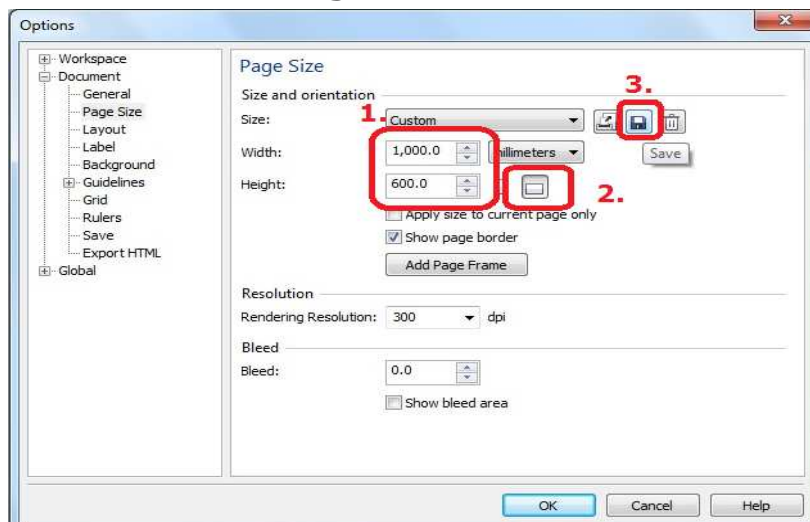 Options
Workspace
Document
General
Page Size
Layout
Label
Background
Guidelines
Grid
Rulers
Save
Export HTML
Global
Page Size
Size and orientation
3.
Size: 1. Custom
Width: 1,000.0 millimeters Save
Height: 600.0 2.
Apply size to current page only
Show page border
Add Page Frame
Resolution
Rendering Resolution: 300 dpi
Bleed
Bleed: 0.0
Show bleed area
OK Cancel Help